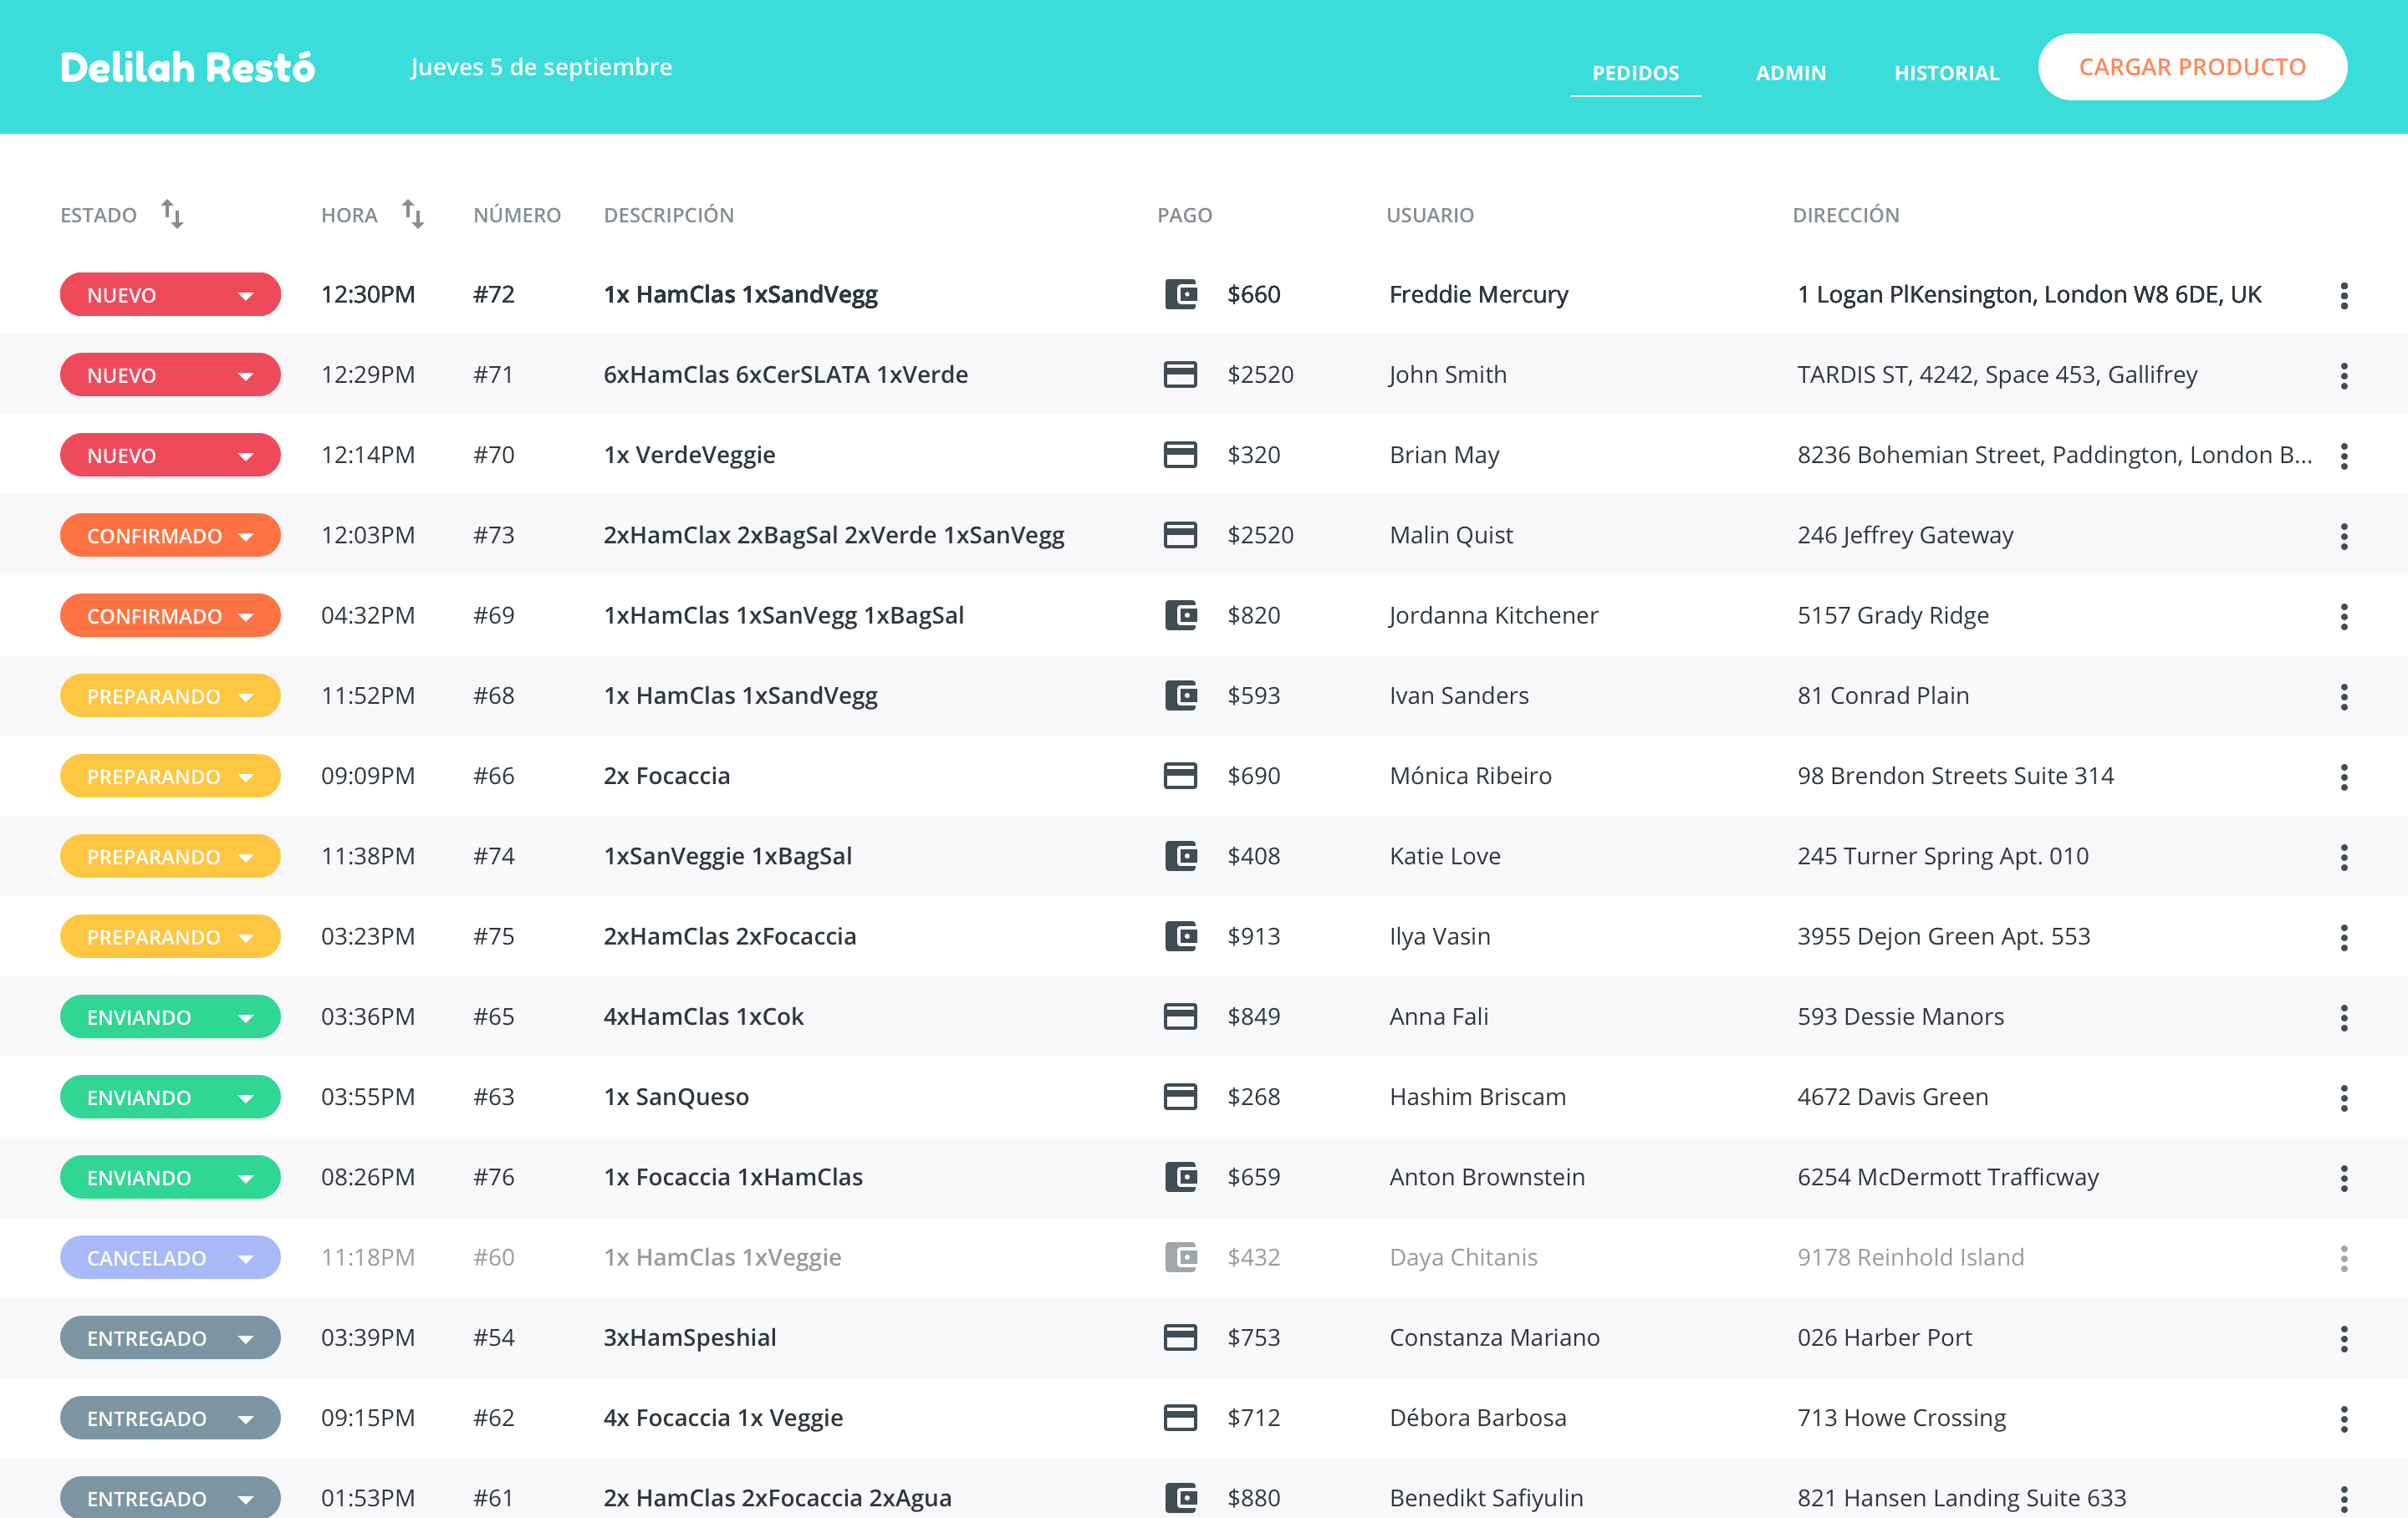 Delilah Restó Jueves 5 de septiembre PEDIDOS ADMIN HISTORIAL CARGAR PRODUCTO
ESTADO HORA NÚMERO DESCRIPCIÓN PAGO USUARIO DIRECCIÓN
NUEVO 12:30PM #72 1x HamClas 1xSandVegg $660 Freddie Mercury 1 Logan PlKensington, London W8 6DE, UK
NUEVO 12:29PM #71 6xHamClas 6xCerSLATA 1xVerde $2520 John Smith TARDIS ST, 4242, Space 453, Gallifrey
NUEVO 12:14PM #70 1x VerdeVeggie $320 Brian May 8236 Bohemian Street, Paddington, London B...
CONFIRMADO 12:03PM #73 2xHamClax 2xBagSal 2xVerde 1xSanVegg $2520 Malin Quist 246 Jeffrey Gateway
CONFIRMADO 04:32PM #69 1xHamClas 1xSanVegg 1xBagSal $820 Jordanna Kitchener 5157 Grady Ridge
PREPARANDO 11:52PM #68 1x HamClas 1xSandVegg $593 Ivan Sanders 81 Conrad Plain
PREPARANDO 09:09PM #66 2x Focaccia $690 Mónica Ribeiro 98 Brendon Streets Suite 314
PREPARANDO 11:38PM #74 1xSanVeggie 1xBagSal $408 Katie Love 245 Turner Spring Apt. 010
PREPARANDO 03:23PM #75 2xHamClas 2xFocaccia $913 Ilya Vasin 3955 Dejon Green Apt. 553
ENVIANDO 03:36PM #65 4xHamClas 1xCok $849 Anna Fali 593 Dessie Manors
ENVIANDO 03:55PM #63 1x SanQueso $268 Hashim Briscam 4672 Davis Green
ENVIANDO 08:26PM #76 1x Focaccia 1xHamClas $659 Anton Brownstein 6254 McDermott Trafficway
CANCELADO 11:18PM #60 1x HamClas 1xVeggie $432 Daya Chitanis 9178 Reinhold Island
ENTREGADO 03:39PM #54 3xHamSpeshial $753 Constanza Mariano 026 Harber Port
ENTREGADO 09:15PM #62 4x Focaccia 1x Veggie $712 Débora Barbosa 713 Howe Crossing
ENTREGADO 01:53PM #61 2x HamClas 2xFocaccia 2xAgua $880 Benedikt Safiyulin 821 Hansen Landing Suite 633